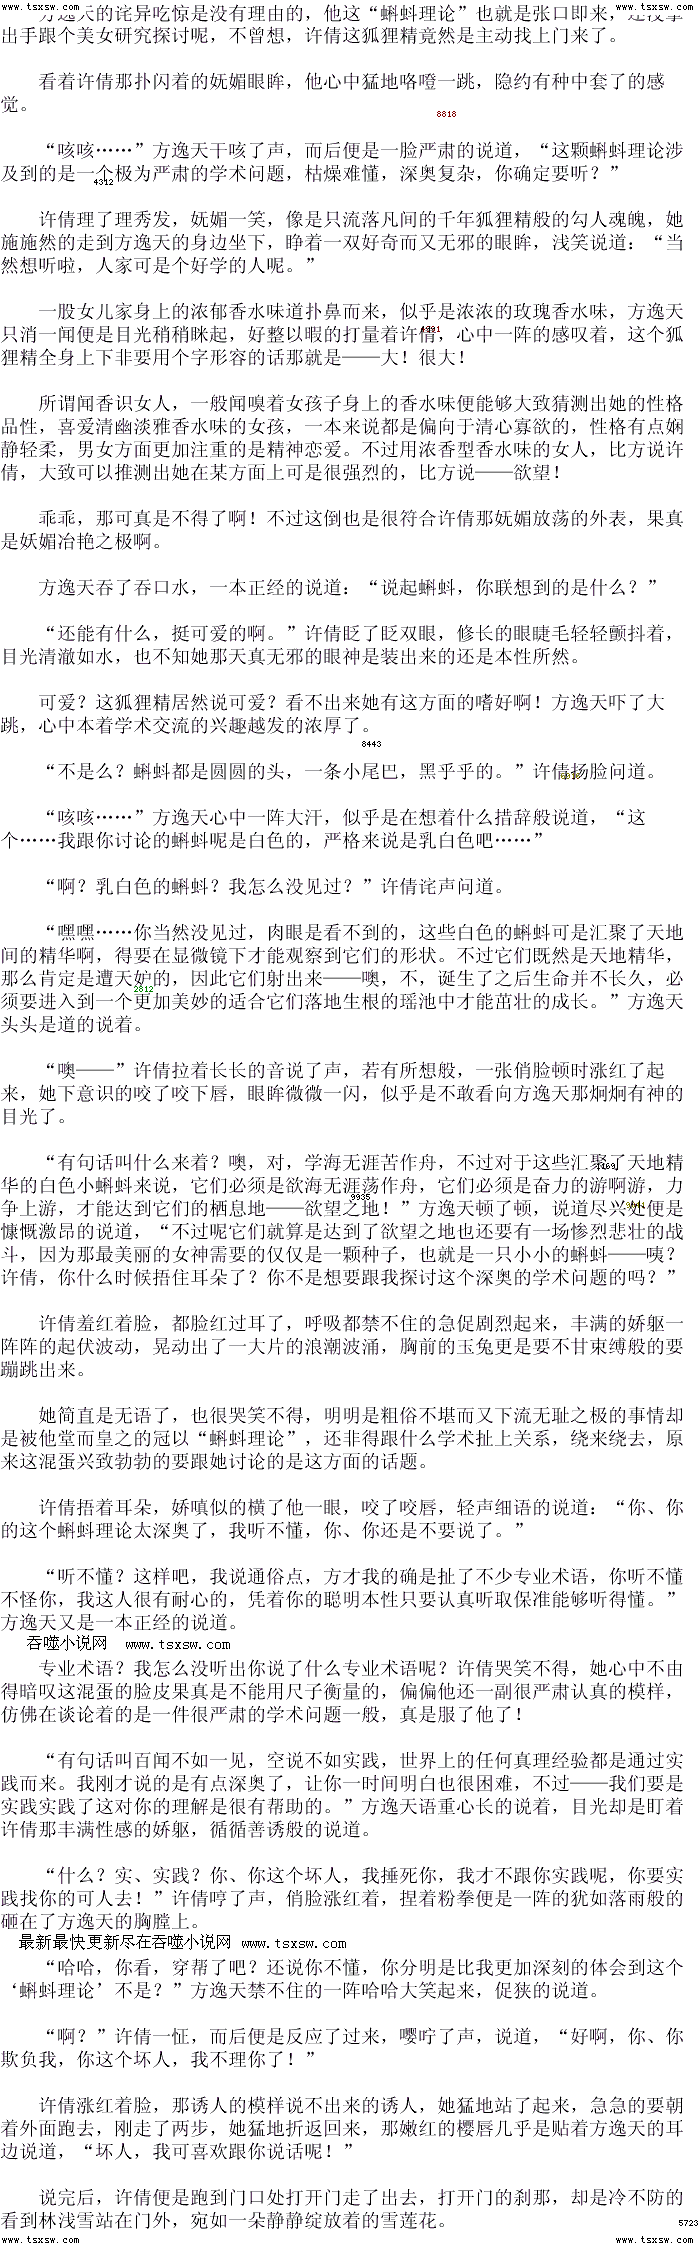 www.tsxsw.com www.tsxsw.com
方逸天的诧异吃惊是没有理由的，他这“蝌蚪理论”也就是张口即来，还没拿
出手跟个美女研究探讨呢，不曾想，许倩这狐狸精竟然是主动找上门来了。
看着许倩那扑闪着的妩媚眼眸，他心中猛地咯噔一跳，隐约有种中套了的感
觉。
8818
“咳咳……”方逸天干咳了声，而后便是一脸严肃的说道，“这颗蝌蚪理论涉
及到的是一个极为严肃的学术问题，枯燥难懂，深奥复杂，你确定要听？”
4312
许倩理了理秀发，妩媚一笑，像是只流落凡间的千年狐狸精般的勾人魂魄，她
施施然的走到方逸天的身边坐下，睁着一双好奇而又无邪的眼眸，浅笑说道：“当
然想听啦，人家可是个好学的人呢。”
一股女儿家身上的浓郁香水味道扑鼻而来，似乎是浓浓的玫瑰香水味，方逸天
只消一闻便是目光稍稍眯起，好整以暇的打量着许倩，心中一阵的感叹着，这个狐
狸精全身上下非要用个字形容的话那就是——大！很大！
所谓闻香识女人，一般闻嗅着女孩子身上的香水味便能够大致猜测出她的性格
品性，喜爱清幽淡雅香水味的女孩，一本来说都是偏向于清心寡欲的，性格有点娴
静轻柔，男女方面更加注重的是精神恋爱。不过用浓香型香水味的女人，比方说许
倩，大致可以推测出她在某方面上可是很强烈的，比方说——欲望！
乖乖，那可真是不得了啊！不过这倒也是很符合许倩那妩媚放荡的外表，果真
是妖媚冶艳之极啊。
方逸天吞了吞口水，一本正经的说道：“说起蝌蚪，你联想到的是什么？”
“还能有什么，挺可爱的啊。”许倩眨了眨双眼，修长的眼睫毛轻轻颤抖着，
目光清澈如水，也不知她那天真无邪的眼神是装出来的还是本性所然。
可爱？这狐狸精居然说可爱？看不出来她有这方面的嗜好啊！方逸天吓了大
跳，心中本着学术交流的兴趣越发的浓厚了。
8443
“不是么？蝌蚪都是圆圆的头，一条小尾巴，黑乎乎的。”许倩扬脸问道。
“咳咳……”方逸天心中一阵大汗，似乎是在想着什么措辞般说道，“这
个……我跟你讨论的蝌蚪呢是白色的，严格来说是乳白色吧……”
“啊？乳白色的蝌蚪？我怎么没见过？”许倩诧声问道。
“嘿嘿……你当然没见过，肉眼是看不到的，这些白色的蝌蚪可是汇聚了天地
间的精华啊，得要在显微镜下才能观察到它们的形状。不过它们既然是天地精华，
那么肯定是遭天妒的，因此它们射出来——噢，不，诞生了之后生命并不长久，必
2812
须要进入到一个更加美妙的适合它们落地生根的瑶池中才能茁壮的成长。”方逸天
头头是道的说着。
“噢——”许倩拉着长长的音说了声，若有所想般，一张俏脸顿时涨红了起
来，她下意识的咬了咬下唇，眼眸微微一闪，似乎是不敢看向方逸天那炯炯有神的
目光了。
“有句话叫什么来着？噢，对，学海无涯苦作舟，不过对于这些汇聚了天地精
华的白色小蝌蚪来说，它们必须是欲海无涯荡作舟，它们必须是奋力的游啊游，力
9935
争上游，才能达到它们的栖息地——欲望之地！”方逸天顿了顿，说道尽兴处便是
慷慨激昂的说道，“不过呢它们就算是达到了欲望之地也还要有一场惨烈悲壮的战
斗，因为那最美丽的女神需要的仅仅是一颗种子，也就是一只小小的蝌蚪——咦？
许倩，你什么时候捂住耳朵了？你不是想要跟我探讨这个深奥的学术问题的吗？”
许倩羞红着脸，都脸红过耳了，呼吸都禁不住的急促剧烈起来，丰满的娇躯一
阵阵的起伏波动，晃动出了一大片的浪潮波涌，胸前的玉兔更是要不甘束缚般的要
蹦跳出来。
她简直是无语了，也很哭笑不得，明明是粗俗不堪而又下流无耻之极的事情却
是被他堂而皇之的冠以“蝌蚪理论”，还非得跟什么学术扯上关系，绕来绕去，原
来这混蛋兴致勃勃的要跟她讨论的是这方面的话题。
许倩捂着耳朵，娇嗔似的横了他一眼，咬了咬唇，轻声细语的说道：“你、你
的这个蝌蚪理论太深奥了，我听不懂，你、你还是不要说了。”
“听不懂？这样吧，我说通俗点，方才我的确是扯了不少专业术语，你听不懂
不怪你，我这人很有耐心的，凭着你的聪明本性只要认真听取保准能够听得懂。”
方逸天又是一本正经的说道。
吞噬小说网 www.tsxsw.com
专业术语？我怎么没听出你说了什么专业术语呢？许倩哭笑不得，她心中不由
得暗叹这混蛋的脸皮果真是不能用尺子衡量的，偏偏他还一副很严肃认真的模样，
仿佛在谈论着的是一件很严肃的学术问题一般，真是服了他了！
“有句话叫百闻不如一见，空说不如实践，世界上的任何真理经验都是通过实
践而来。我刚才说的是有点深奥了，让你一时间明白也很困难，不过——我们要是
实践实践了这对你的理解是很有帮助的。”方逸天语重心长的说着，目光却是盯着
许倩那丰满性感的娇躯，循循善诱般的说道。
“什么？实、实践？你、你这个坏人，我捶死你，我才不跟你实践呢，你要实
践找你的可人去！”许倩哼了声，俏脸涨红着，捏着粉拳便是一阵的犹如落雨般的
砸在了方逸天的胸膛上。
最新最快更新尽在吞噬小说网 www.tsxsw.com
“哈哈，你看，穿帮了吧？还说你不懂，你分明是比我更加深刻的体会到这个
‘蝌蚪理论’不是？”方逸天禁不住的一阵哈哈大笑起来，促狭的说道。
“啊？”许倩一怔，而后便是反应了过来，嘤咛了声，说道，“好啊，你、你
欺负我，你这个坏人，我不理你了！”
许倩涨红着脸，那诱人的模样说不出来的诱人，她猛地站了起来，急急的要朝
着外面跑去，刚走了两步，她猛地折返回来，那嫩红的樱唇几乎是贴着方逸天的耳
边说道，“坏人，我可喜欢跟你说话呢！”
说完后，许倩便是跑到门口处打开门走了出去，打开门的刹那，却是冷不防的
看到林浅雪站在门外，宛如一朵静静绽放着的雪莲花。
5723
www.tsxsw.com www.tsxsw.com